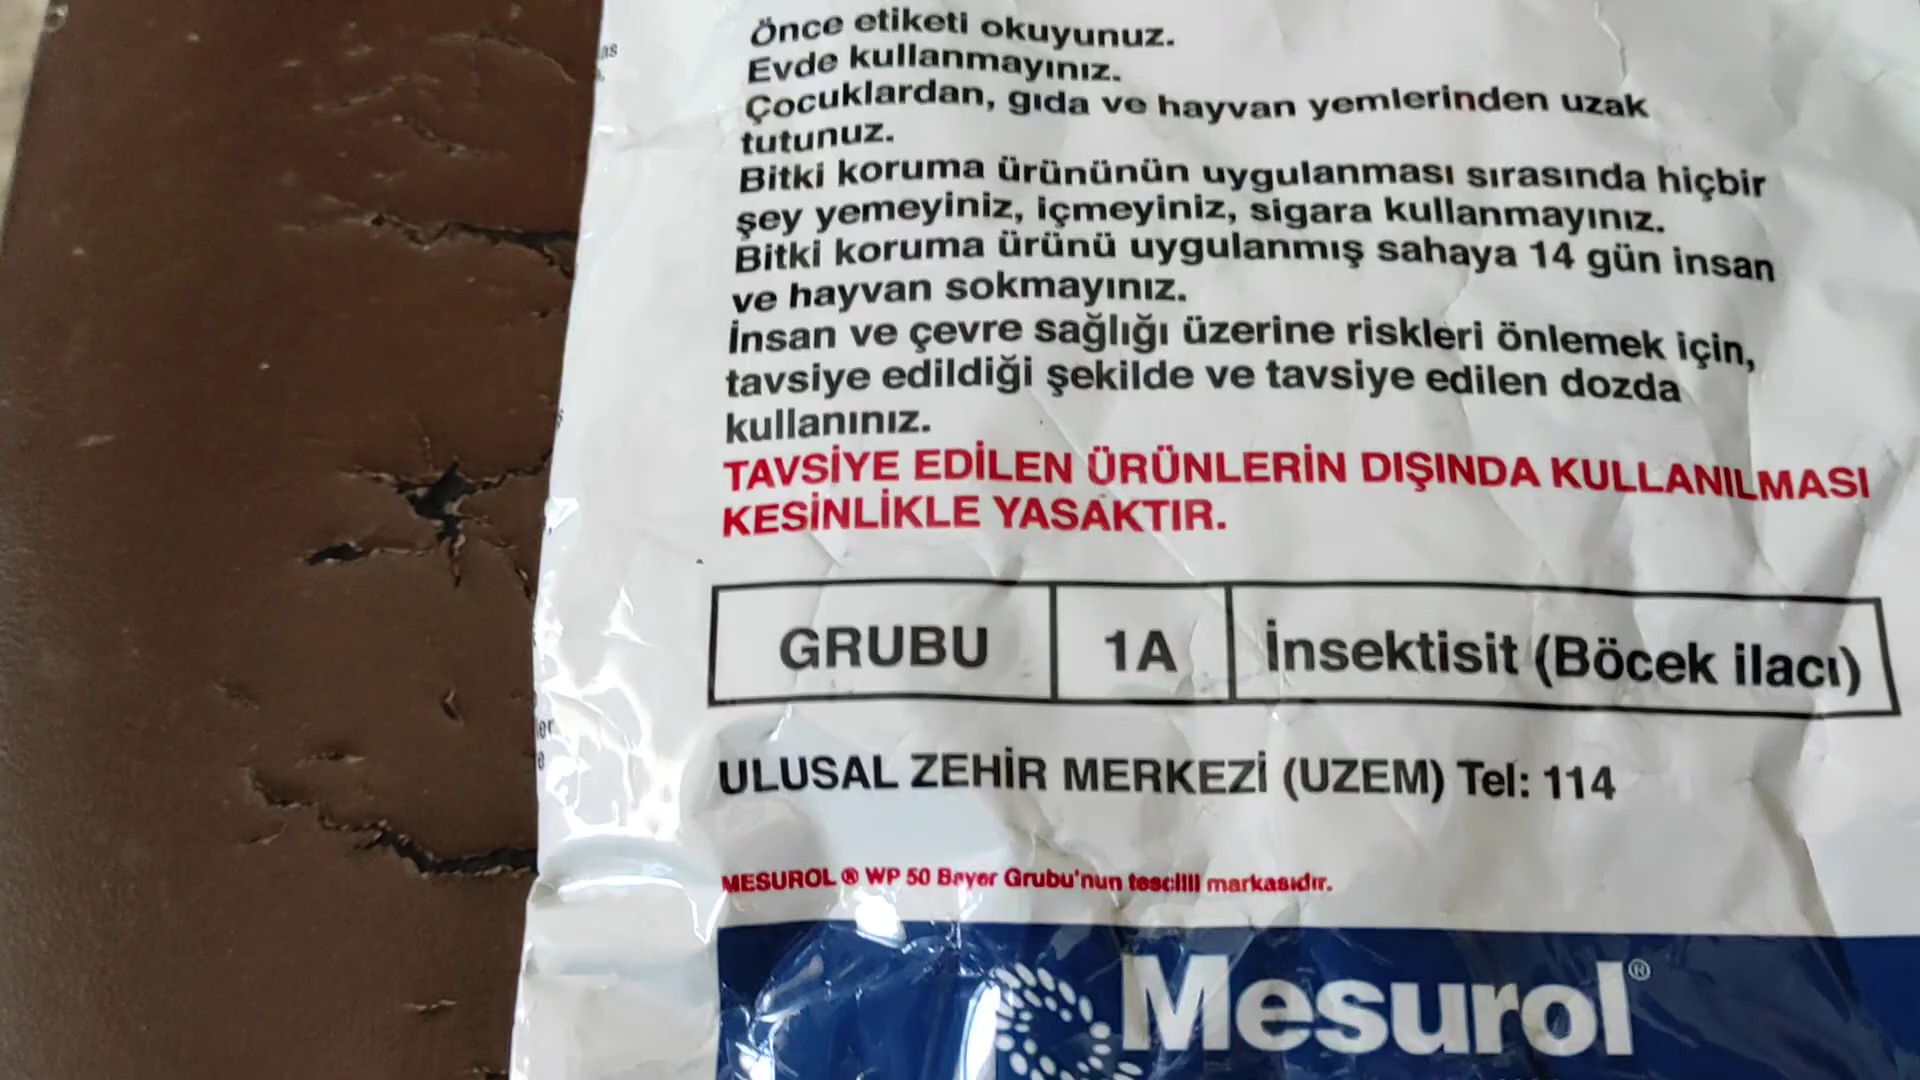 Önce etiketi okuyunuz.
Evde kullanmayınız.
Çocuklardan, gıda ve hayvan yemlerinden uzak
tutunuz.
Bitki koruma ürününün uygulanması sırasında hiçbir
şey yemeyiniz, içmeyiniz, sigara kullanmayınız.
Bitki koruma ürünü uygulanmış sahaya 14 gün insan
ve hayvan sokmayınız.
İnsan ve çevre sağlığı üzerine riskleri önlemek için,
tavsiye edildiği şekilde ve tavsiye edilen dozda
kullanınız.
TAVSİYE EDİLEN ÜRÜNLERİN DIŞINDA KULLANILMASI
KESİNLİKLE YASAKTIR.
GRUBU 1A İnsektisit (Böcek ilacı)
ULUSAL ZEHİR MERKEZİ (UZEM) Tel: 114
MESUROL ® WP 50 Bayer Grubu'nun tescilli markasıdır.
Mesurol®